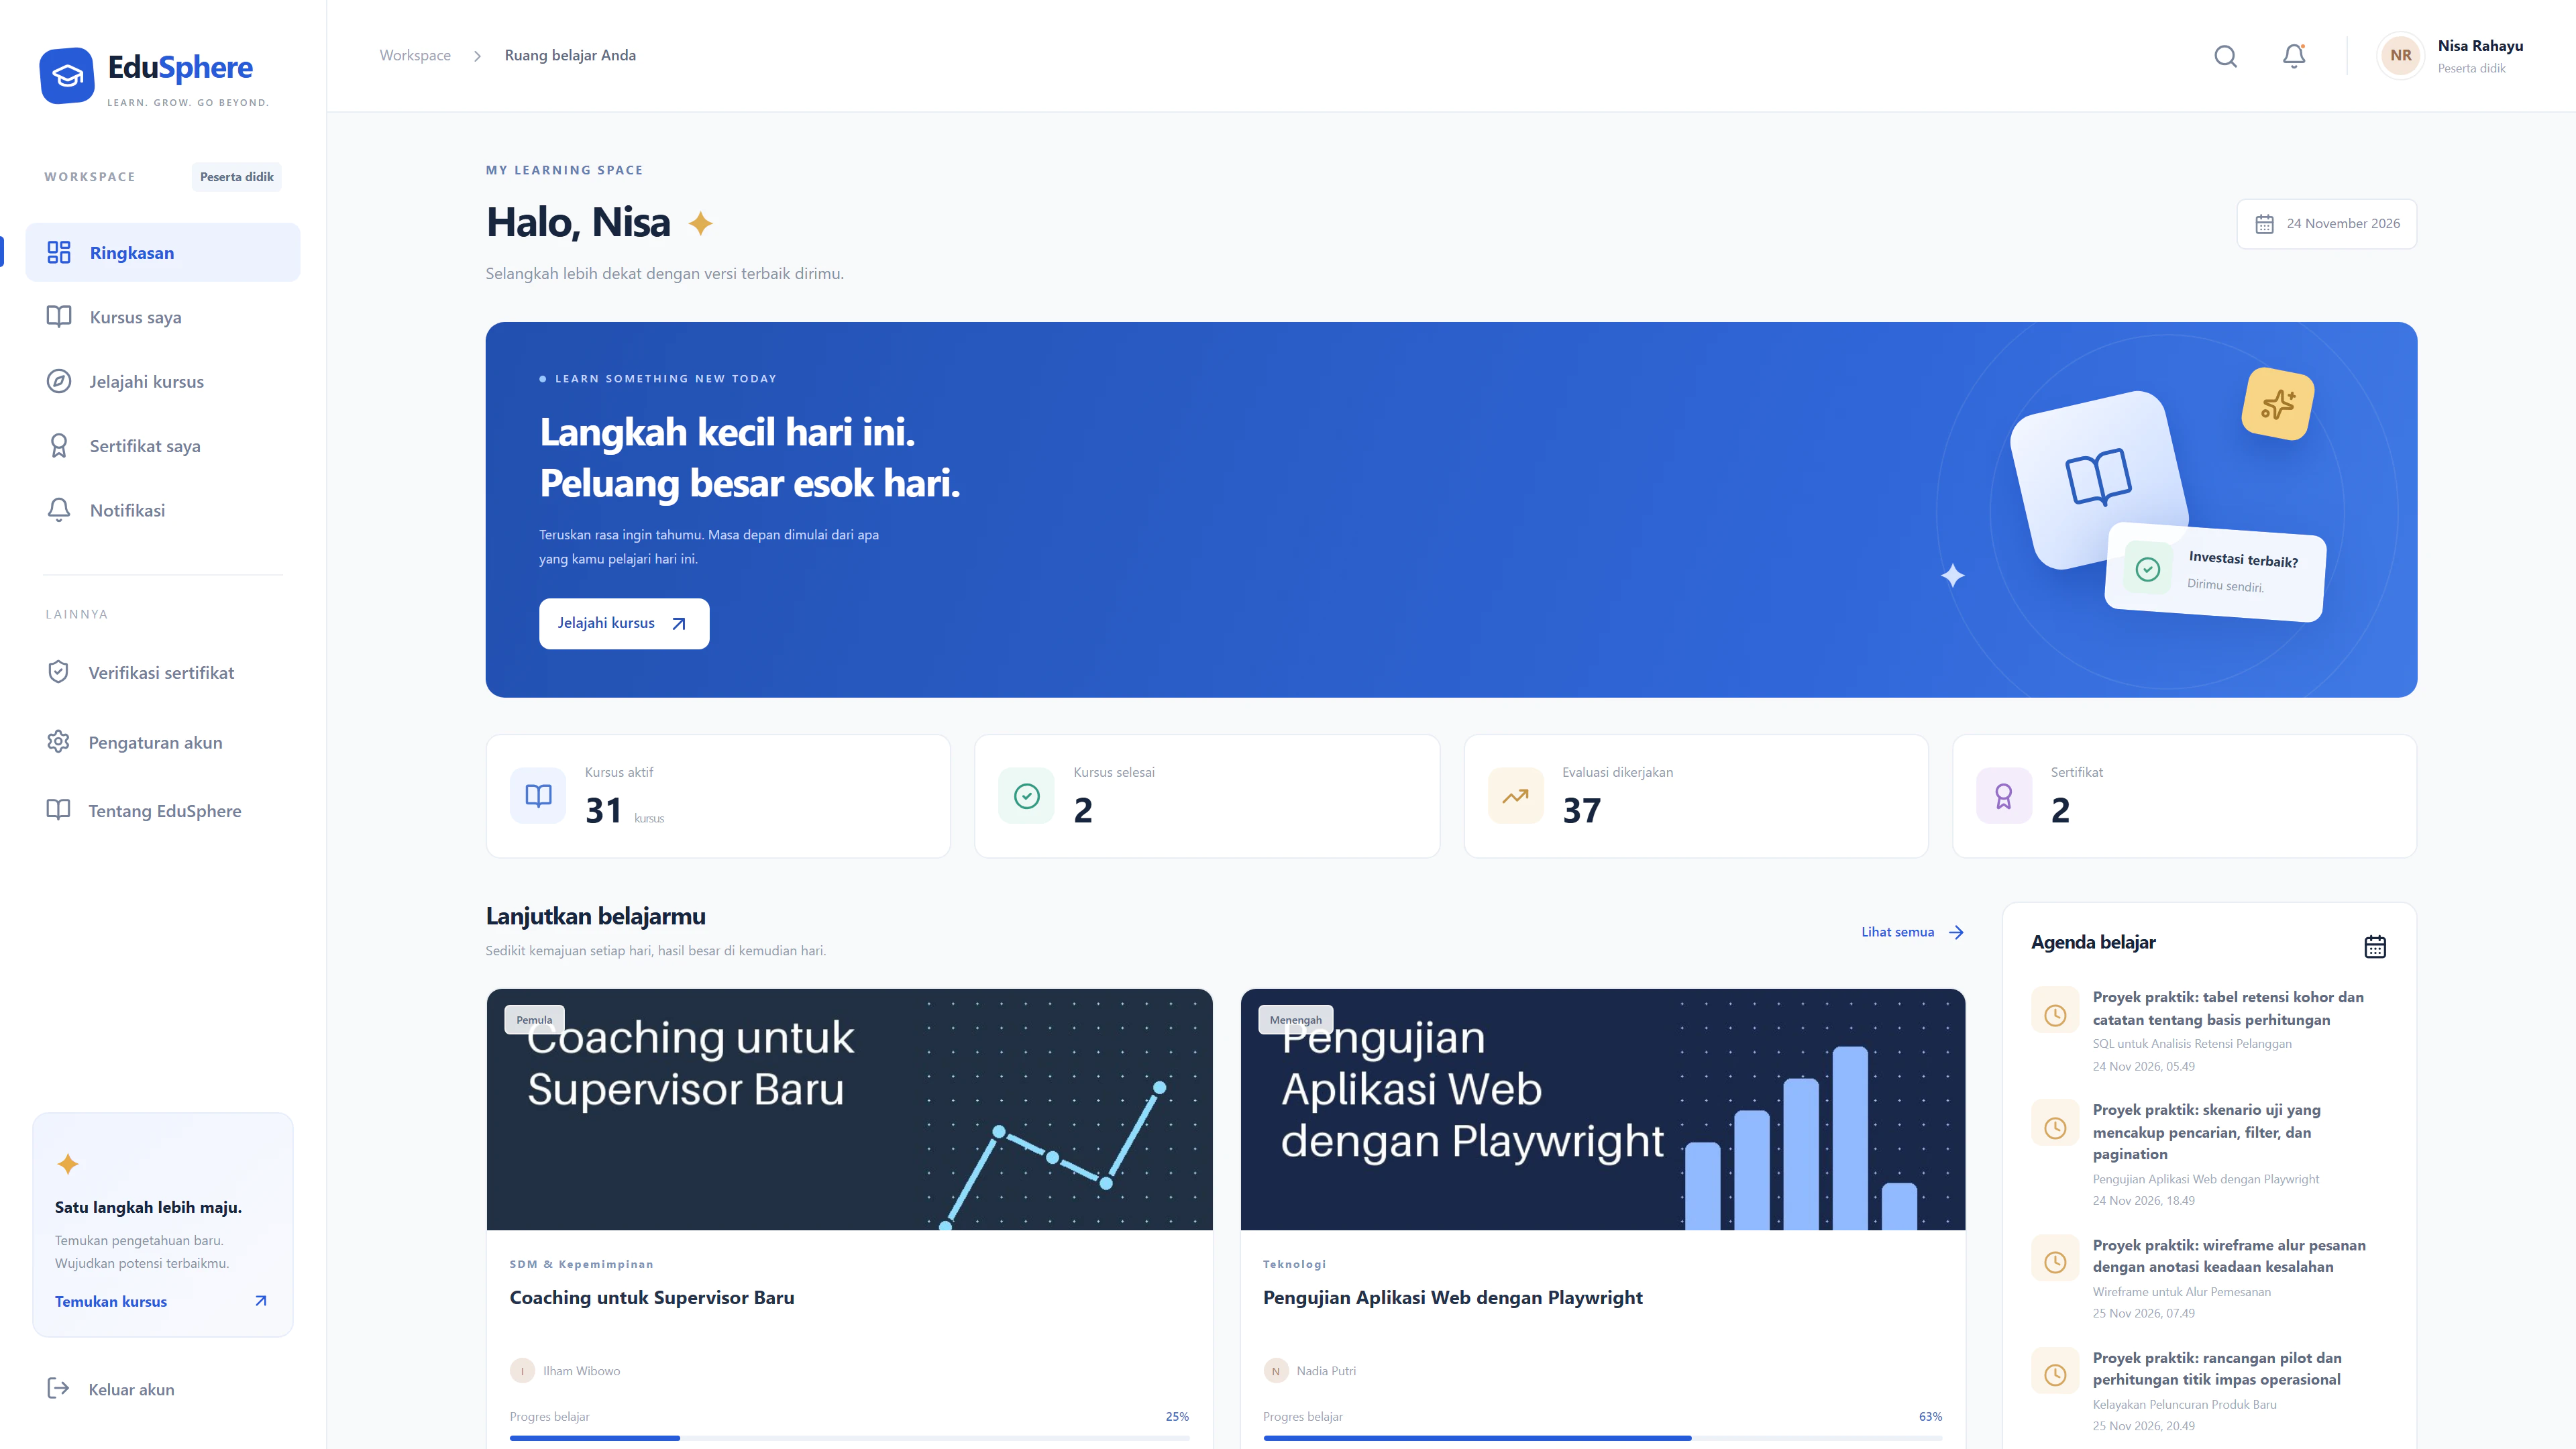 EduSphere
LEARN. GROW. GO BEYOND.
WORKSPACE
Peserta didik
Ringkasan
Kursus saya
Jelajahi kursus
Sertifikat saya
Notifikasi
LAINNYA
Verifikasi sertifikat
Pengaturan akun
Tentang EduSphere
Satu langkah lebih maju.
Temukan pengetahuan baru.
Wujudkan potensi terbaikmu.
Temukan kursus
Keluar akun
Workspace
Ruang belajar Anda
NR
Nisa Rahayu
Peserta didik
MY LEARNING SPACE
Halo, Nisa
Selangkah lebih dekat dengan versi terbaik dirimu.
24 November 2026
LEARN SOMETHING NEW TODAY
Langkah kecil hari ini.
Peluang besar esok hari.
Teruskan rasa ingin tahumu. Masa depan dimulai dari apa
yang kamu pelajari hari ini.
Jelajahi kursus
Investasi terbaik?
Dirimu sendiri.
Kursus aktif
31 kursus
Kursus selesai
2
Evaluasi dikerjakan
37
Sertifikat
2
Lanjutkan belajarmu
Sedikit kemajuan setiap hari, hasil besar di kemudian hari.
Lihat semua
Pemula
Coaching untuk
Supervisor Baru
SDM & Kepemimpinan
Coaching untuk Supervisor Baru
I
Ilham Wibowo
Progres belajar
25%
Menengah
Pengujian
Aplikasi Web
dengan Playwright
Teknologi
Pengujian Aplikasi Web dengan Playwright
N
Nadia Putri
Progres belajar
63%
Agenda belajar
Proyek praktik: tabel retensi kohor dan
catatan tentang basis perhitungan
SQL untuk Analisis Retensi Pelanggan
24 Nov 2026, 05.49
Proyek praktik: skenario uji yang
mencakup pencarian, filter, dan
pagination
Pengujian Aplikasi Web dengan Playwright
24 Nov 2026, 18.49
Proyek praktik: wireframe alur pesanan
dengan anotasi keadaan kesalahan
Wireframe untuk Alur Pemesanan
25 Nov 2026, 07.49
Proyek praktik: rancangan pilot dan
perhitungan titik impas operasional
Kelayakan Peluncuran Produk Baru
25 Nov 2026, 20.49